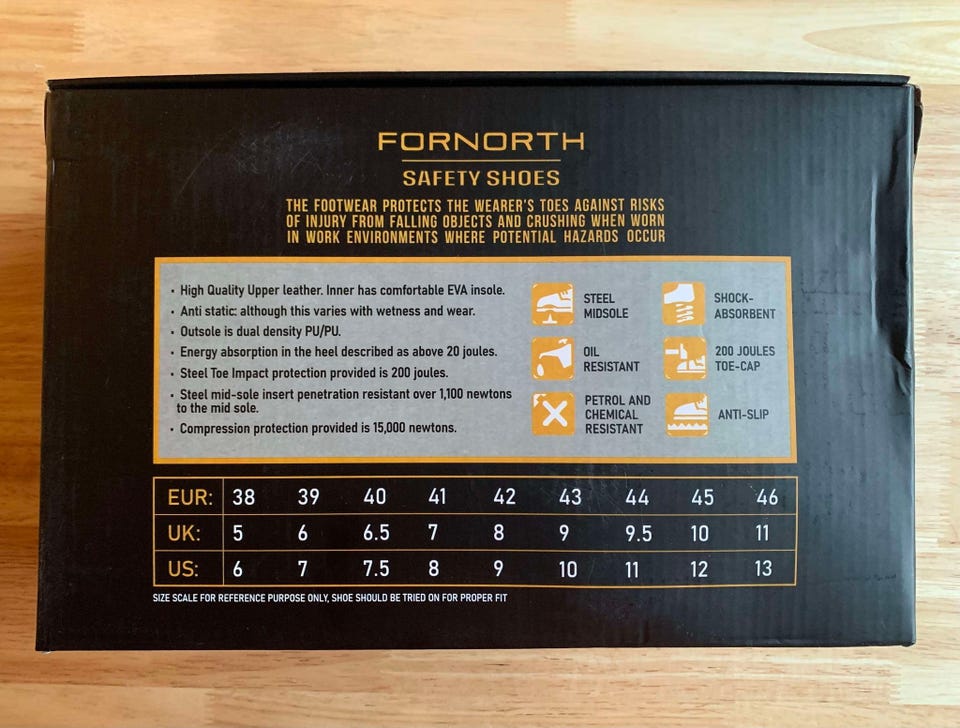 FORNORTH
SAFETY SHOES
THE FOOTWEAR PROTECTS THE WEARER'S TOES AGAINST RISKS
OF INJURY FROM FALLING OBJECTS AND CRUSHING WHEN WORN
IN WORK ENVIRONMENTS WHERE POTENTIAL HAZARDS OCCUR
• High Quality Upper leather. Inner has comfortable EVA insole.
• Anti static: although this varies with wetness and wear.
• Outsole is dual density PU/PU.
• Energy absorption in the heel described as above 20 joules.
• Steel Toe Impact protection provided is 200 joules.
• Steel mid-sole insert penetration resistant over 1,100 newtons
to the mid sole.
• Compression protection provided is 15,000 newtons.
STEEL
MIDSOLE
SHOCK-
ABSORBENT
OIL
RESISTANT
200 JOULES
TOE-CAP
PETROL AND
CHEMICAL
RESISTANT
ANTI-SLIP
EUR: 38 39 40 41 42 43 44 45 46
UK: 5 6 6.5 7 8 9 9.5 10 11
US: 6 7 7.5 8 9 10 11 12 13
SIZE SCALE FOR REFERENCE PURPOSE ONLY, SHOE SHOULD BE TRIED ON FOR PROPER FIT